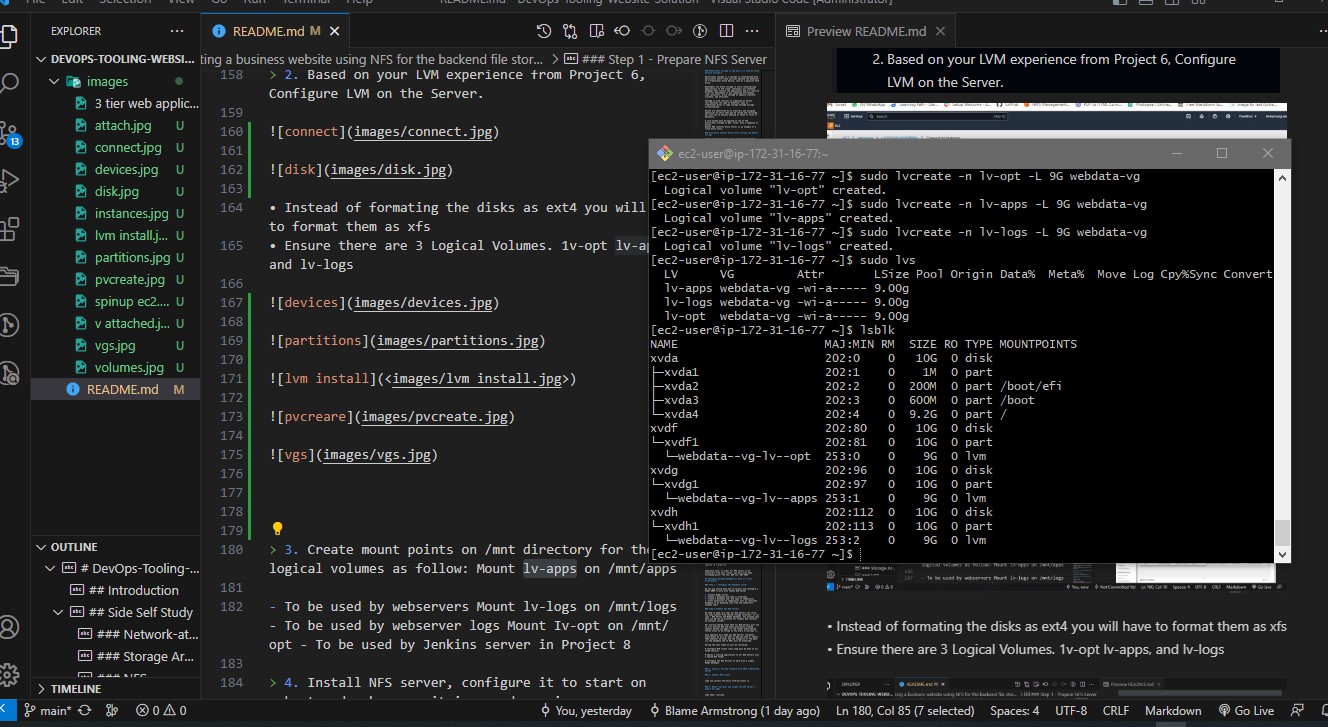 File Edit Selection View Go Run Terminal Help
README.md - DevOps-Tooling-Website-Solution - Visual Studio Code [Administrator]
EXPLORER
README.md M
Preview README.md
DEVOPS-TOOLING-WEBSI...
images
3 tier web applic...
attach.jpg U
connect.jpg U
devices.jpg U
disk.jpg U
instances.jpg U
lvm install.j... U
partitions.jpg U
pvcreate.jpg U
spinup ec2.... U
v attached.j... U
vgs.jpg U
volumes.jpg U
README.md M
13
OUTLINE
# DevOps-Tooling-...
## Introduction
## Side Self Study
### Network-at...
### Storage Ar...
### NFS
TIMELINE
ting a business website using NFS for the backend file stor... > ### Step 1 - Prepare NFS Server
158 > 2. Based on your LVM experience from Project 6,
Configure LVM on the Server.
159
160 ![connect](images/connect.jpg)
161
162 ![disk](images/disk.jpg)
163
164 • Instead of formating the disks as ext4 you will
to format them as xfs
165 • Ensure there are 3 Logical Volumes. 1v-opt lv-ap
and lv-logs
166
167 ![devices](images/devices.jpg)
168
169 ![partitions](images/partitions.jpg)
170
171 ![lvm install](<images/lvm install.jpg>)
172
173 ![pvcreare](images/pvcreate.jpg)
174
175 ![vgs](images/vgs.jpg)
176
177
178
179
180 > 3. Create mount points on /mnt directory for the
logical volumes as follow: Mount lv-apps on /mnt/apps
181
182 - To be used by webservers Mount lv-logs on /mnt/logs
- To be used by webserver logs Mount Iv-opt on /mnt/
opt - To be used by Jenkins server in Project 8
183
184 > 4. Install NFS server, configure it to start on
2. Based on your LVM experience from Project 6, Configure
LVM on the Server.
ec2-user@ip-172-31-16-77:~
[ec2-user@ip-172-31-16-77 ~]$ sudo lvcreate -n lv-opt -L 9G webdata-vg
Logical volume "lv-opt" created.
[ec2-user@ip-172-31-16-77 ~]$ sudo lvcreate -n lv-apps -L 9G webdata-vg
Logical volume "lv-apps" created.
[ec2-user@ip-172-31-16-77 ~]$ sudo lvcreate -n lv-logs -L 9G webdata-vg
Logical volume "lv-logs" created.
[ec2-user@ip-172-31-16-77 ~]$ sudo lvs
LV VG Attr LSize Pool Origin Data% Meta% Move Log Cpy%Sync Convert
lv-apps webdata-vg -wi-a----- 9.00g
lv-logs webdata-vg -wi-a----- 9.00g
lv-opt webdata-vg -wi-a----- 9.00g
[ec2-user@ip-172-31-16-77 ~]$ lsblk
NAME MAJ:MIN RM SIZE RO TYPE MOUNTPOINTS
xvda 202:0 0 10G 0 disk
├─xvda1 202:1 0 1M 0 part
├─xvda2 202:2 0 200M 0 part /boot/efi
├─xvda3 202:3 0 600M 0 part /boot
└─xvda4 202:4 0 9.2G 0 part /
xvdf 202:80 0 10G 0 disk
└─xvdf1 202:81 0 10G 0 part
└─webdata--vg-lv--opt 253:0 0 9G 0 lvm
xvdg 202:96 0 10G 0 disk
└─xvdg1 202:97 0 10G 0 part
└─webdata--vg-lv--apps 253:1 0 9G 0 lvm
xvdh 202:112 0 10G 0 disk
└─xvdh1 202:113 0 10G 0 part
└─webdata--vg-lv--logs 253:2 0 9G 0 lvm
[ec2-user@ip-172-31-16-77 ~]$
• Instead of formating the disks as ext4 you will have to format them as xfs
• Ensure there are 3 Logical Volumes. 1v-opt lv-apps, and lv-logs
main* 0 0 You, yesterday Blame Armstrong (1 day ago) Ln 180, Col 85 (7 selected) Spaces: 4 UTF-8 CRLF Markdown Go Live